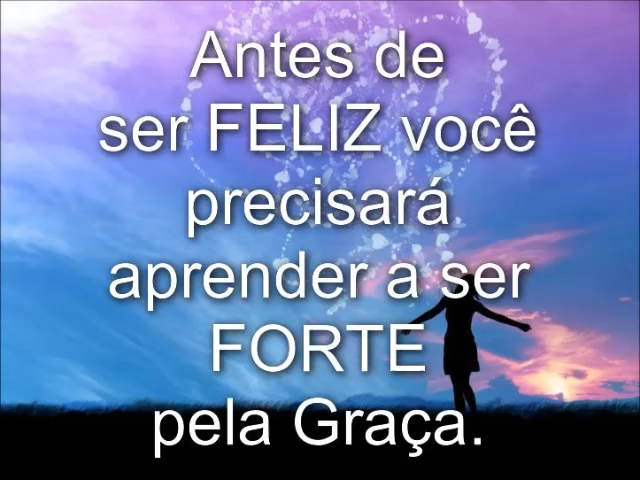 Antes de
ser FELIZ você
precisará
aprender a ser
FORTE
pela Graça.